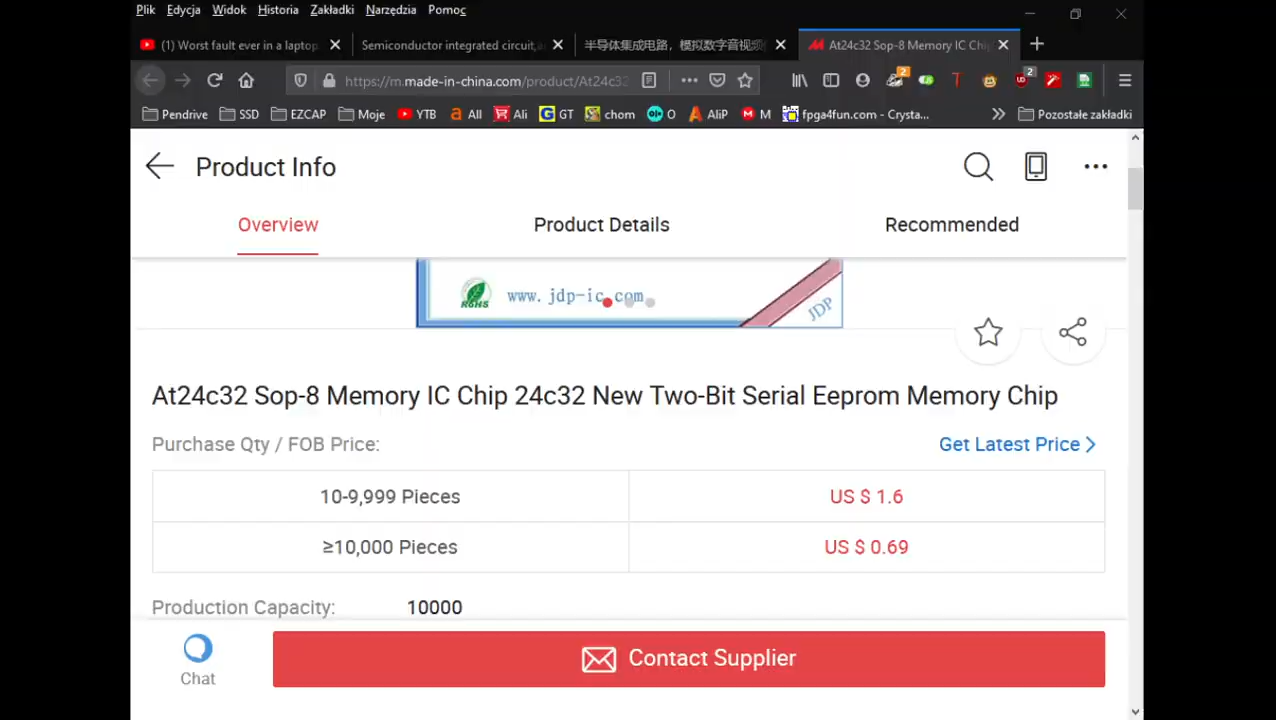 Plik Edycja Widok Historia Zakładki Narzędzia Pomoc
(1) Worst fault ever in a laptop
Semiconductor integrated circuit,
半导体集成电路，模拟数字音视频
At24c32 Sop-8 Memory IC Chip
https://m.made-in-china.com/product/At24c32
2
2
Pendrive SSD EZCAP Moje YTB All Ali GT chom O AliP M fpga4fun.com - Crysta... Pozostałe zakładki
Product Info
Overview Product Details Recommended
RoHS www.jdp-ic.com JDP
At24c32 Sop-8 Memory IC Chip 24c32 New Two-Bit Serial Eeprom Memory Chip
Purchase Qty / FOB Price: Get Latest Price
10-9,999 Pieces US $ 1.6
≥10,000 Pieces US $ 0.69
Production Capacity: 10000
Chat
Contact Supplier